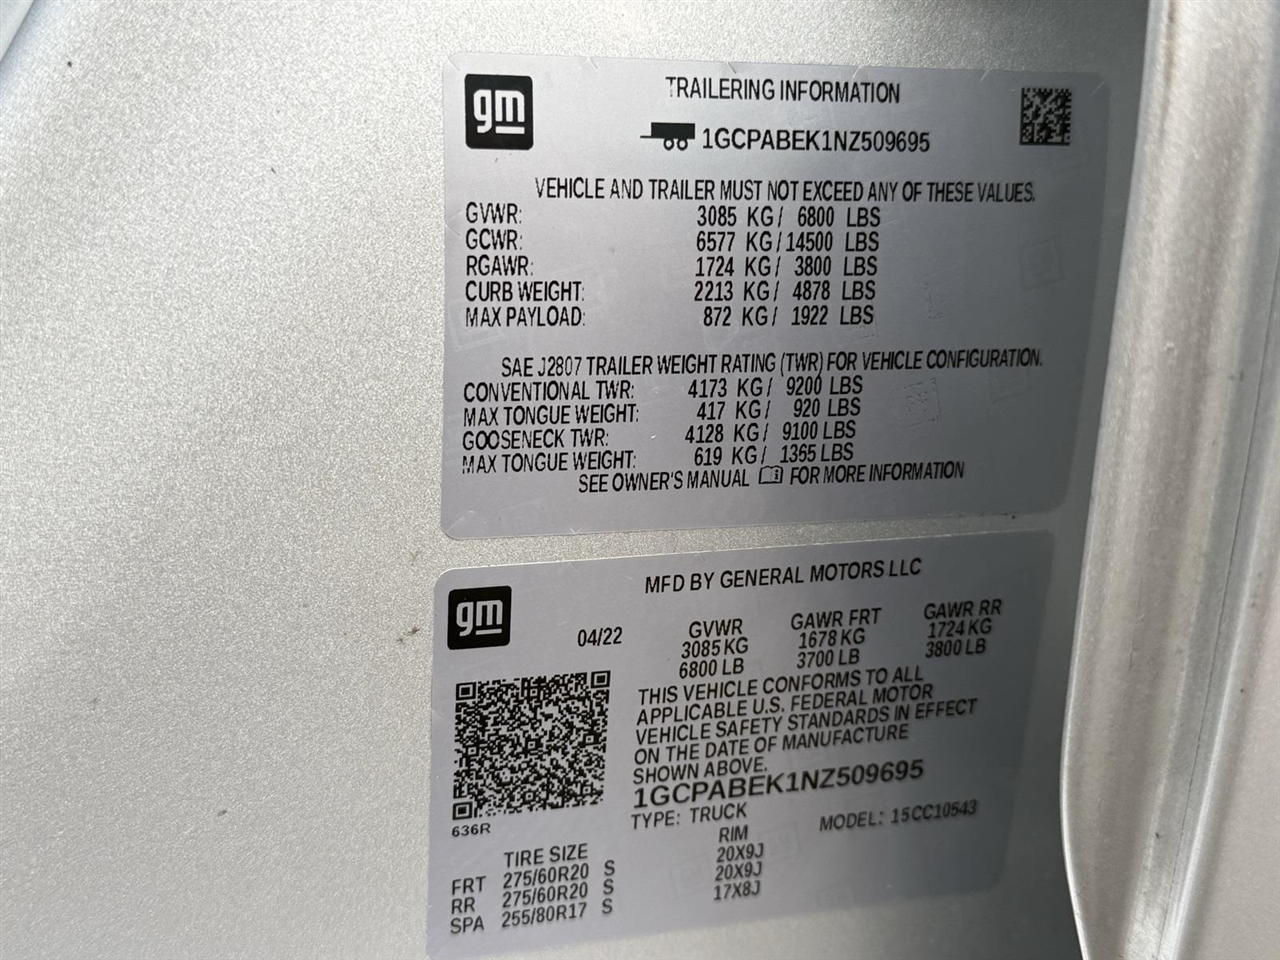 gm
TRAILERING INFORMATION
1GCPABEK1NZ509695
VEHICLE AND TRAILER MUST NOT EXCEED ANY OF THESE VALUES.
GVWR: 3085 KG/ 6800 LBS
GCWR: 6577 KG/14500 LBS
RGAWR: 1724 KG/ 3800 LBS
CURB WEIGHT: 2213 KG/ 4878 LBS
MAX PAYLOAD: 872 KG/ 1922 LBS
SAE J2807 TRAILER WEIGHT RATING (TWR) FOR VEHICLE CONFIGURATION.
CONVENTIONAL TWR: 4173 KG/ 9200 LBS
MAX TONGUE WEIGHT: 417 KG/ 920 LBS
GOOSENECK TWR: 4128 KG/ 9100 LBS
MAX TONGUE WEIGHT: 619 KG/ 1365 LBS
SEE OWNER'S MANUAL FOR MORE INFORMATION
gm
MFD BY GENERAL MOTORS LLC
04/22 GVWR GAWR FRT GAWR RR
3085 KG 1678 KG 1724 KG
6800 LB 3700 LB 3800 LB
THIS VEHICLE CONFORMS TO ALL
APPLICABLE U.S. FEDERAL MOTOR
VEHICLE SAFETY STANDARDS IN EFFECT
ON THE DATE OF MANUFACTURE
SHOWN ABOVE.
1GCPABEK1NZ509695
636R
TYPE: TRUCK MODEL: 15CC10543
TIRE SIZE RIM
FRT 275/60R20 S 20X9J
RR 275/60R20 S 20X9J
SPA 255/80R17 S 17X8J